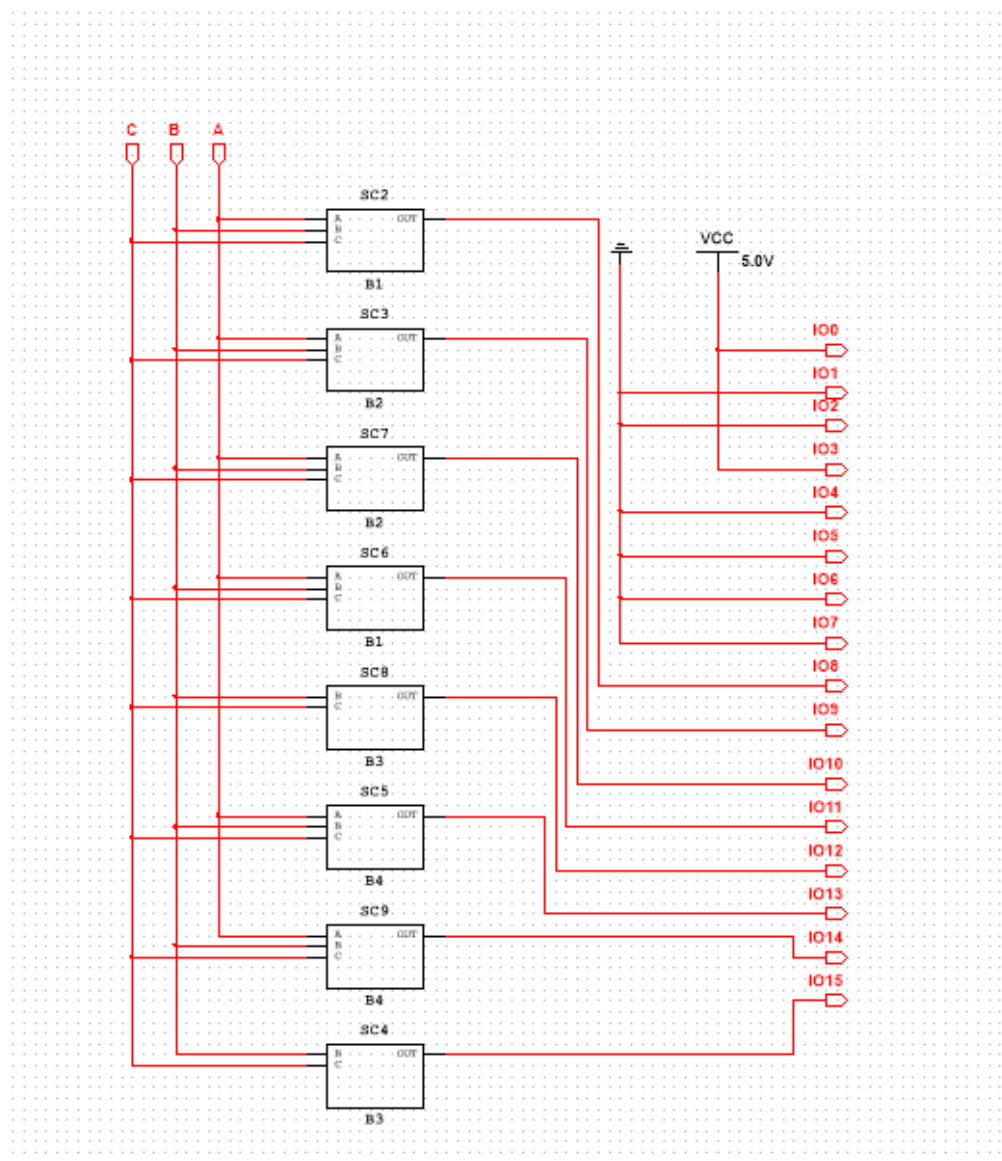 C B A
SC2
A OUT
B
C
B1
VCC
5.0V
SC3
A OUT
B
C
B2
IO0
IO1
IO2
SC7
A OUT
B
C
B2
IO3
IO4
IO5
SC6
A OUT
B
C
B1
IO6
IO7
SC8
B OUT
C
B3
IO8
IO9
IO10
SC5
A OUT
B
C
B4
IO11
IO12
IO13
SC9
A OUT
B
C
B4
IO14
IO15
SC4
B OUT
C
B3